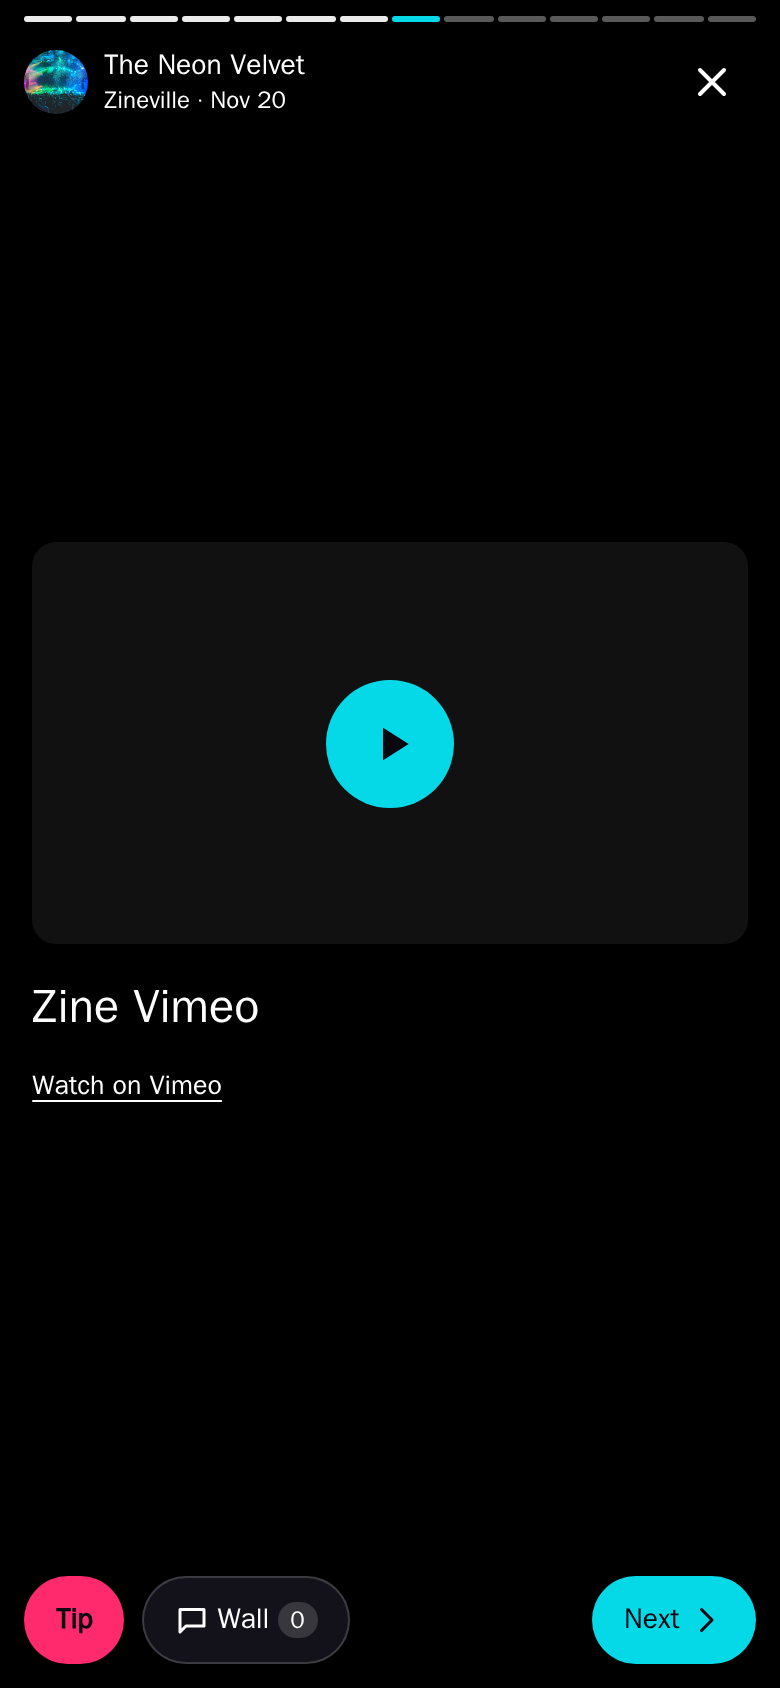 The Neon Velvet
Zineville · Nov 20
Zine Vimeo
Watch on Vimeo
Tip
Wall 0
Next